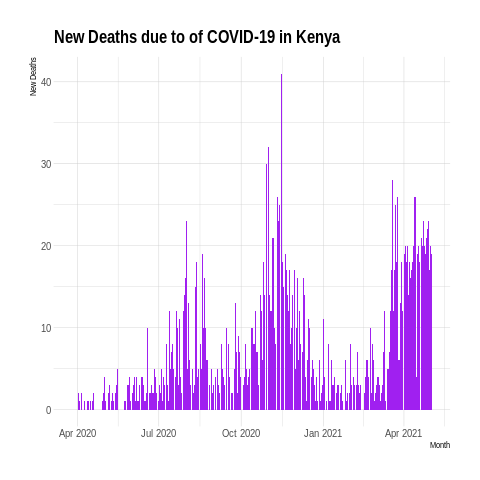 New Deaths due to of COVID-19 in Kenya
New Deaths
40
30
20
10
0
Apr 2020 Jul 2020 Oct 2020 Jan 2021 Apr 2021
Month